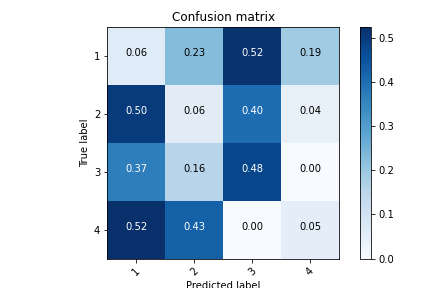 Confusion matrix
True label
1 0.06 0.23 0.52 0.19
2 0.50 0.06 0.40 0.04
3 0.37 0.16 0.48 0.00
4 0.52 0.43 0.00 0.05
1 2 3 4
Predicted label
0.5
0.4
0.3
0.2
0.1
0.0